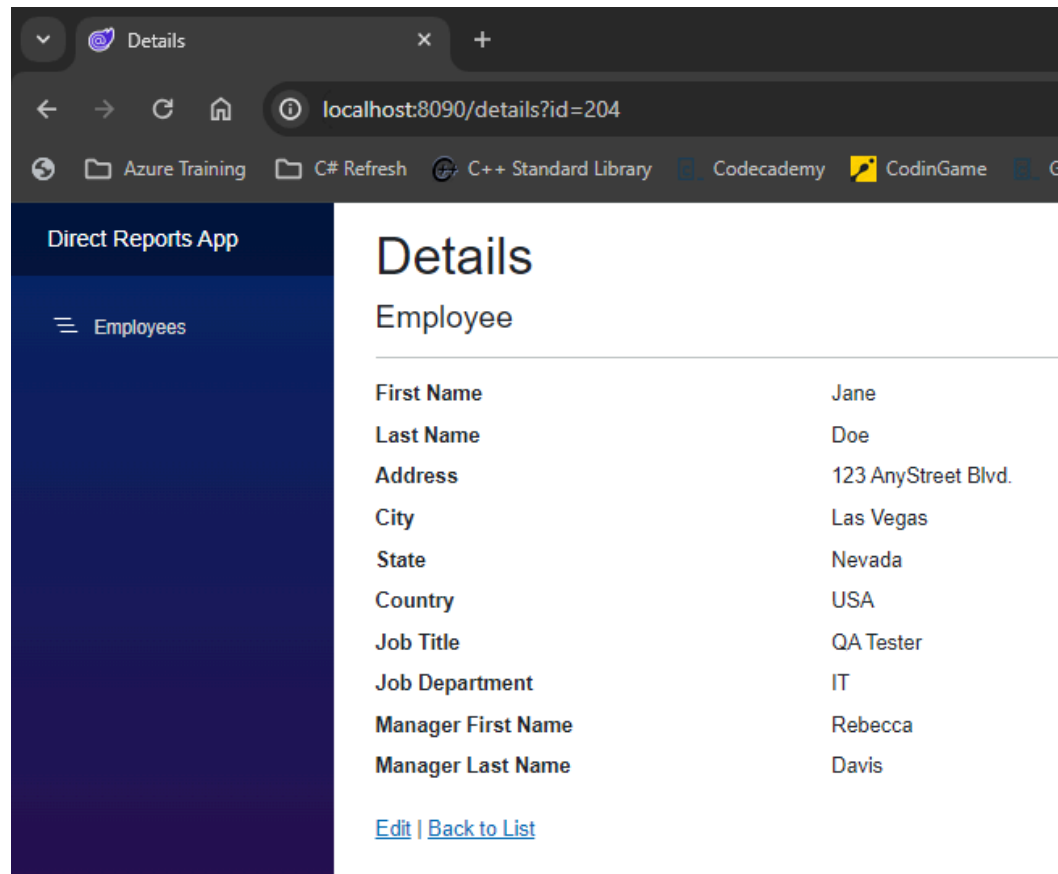 Details
localhost:8090/details?id=204
Azure Training C# Refresh C++ Standard Library Codecademy CodinGame
Direct Reports App
Employees
Details
Employee
First Name Jane
Last Name Doe
Address 123 AnyStreet Blvd.
City Las Vegas
State Nevada
Country USA
Job Title QA Tester
Job Department IT
Manager First Name Rebecca
Manager Last Name Davis
Edit | Back to List